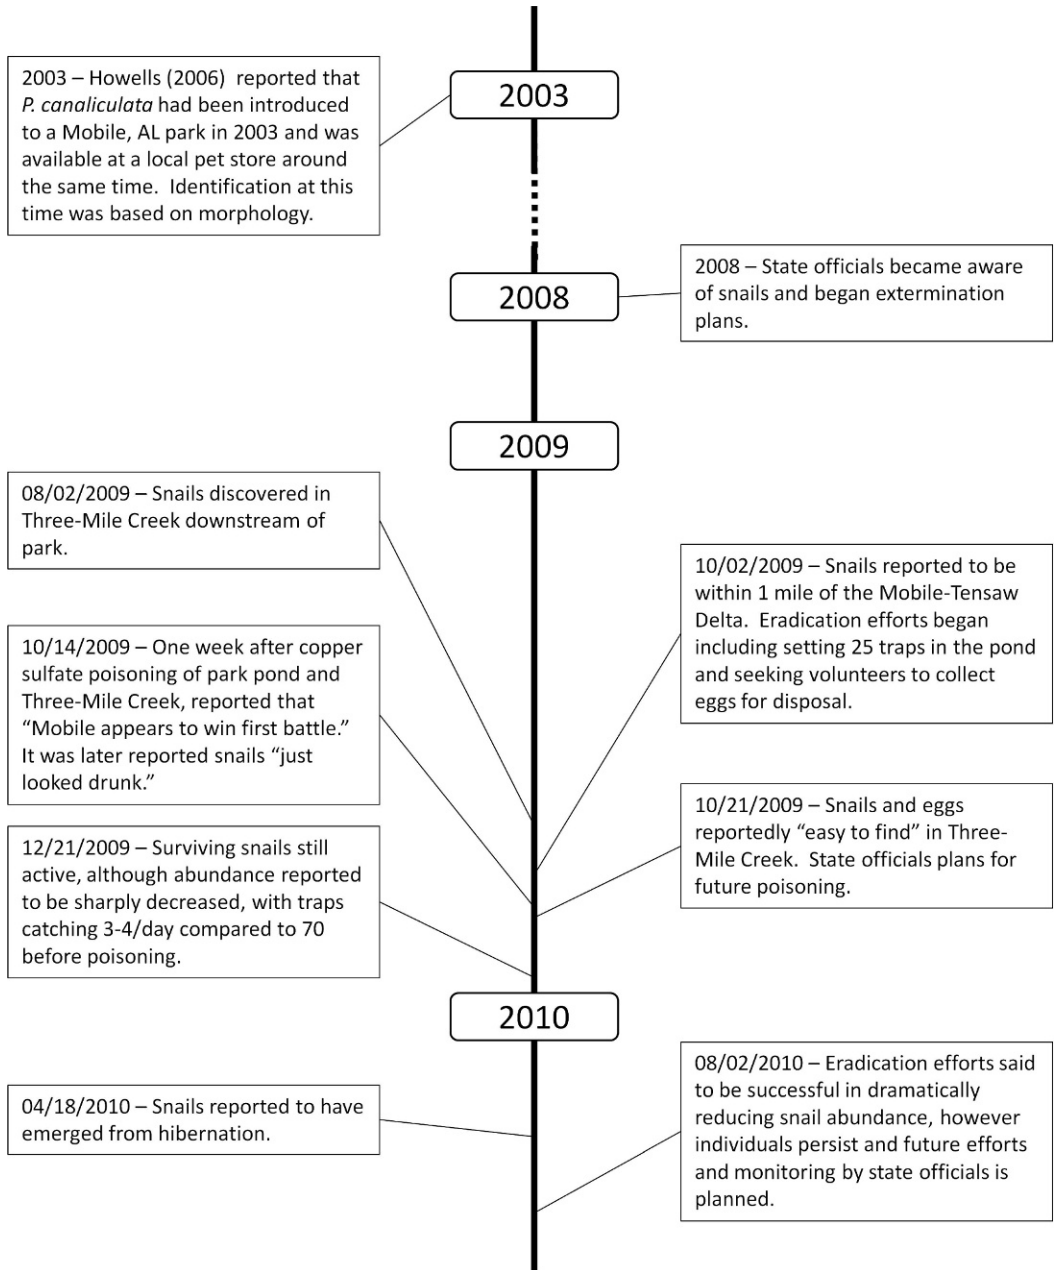 2003
2003 – Howells (2006) reported that
P. canaliculata had been introduced
to a Mobile, AL park in 2003 and was
available at a local pet store around
the same time. Identification at this
time was based on morphology.
2008
2008 – State officials became aware
of snails and began extermination
plans.
2009
08/02/2009 – Snails discovered in
Three-Mile Creek downstream of
park.
10/02/2009 – Snails reported to be
within 1 mile of the Mobile-Tensaw
Delta. Eradication efforts began
including setting 25 traps in the pond
and seeking volunteers to collect
eggs for disposal.
10/14/2009 – One week after copper
sulfate poisoning of park pond and
Three-Mile Creek, reported that
“Mobile appears to win first battle.”
It was later reported snails “just
looked drunk.”
10/21/2009 – Snails and eggs
reportedly “easy to find” in Three-
Mile Creek. State officials plans for
future poisoning.
12/21/2009 – Surviving snails still
active, although abundance reported
to be sharply decreased, with traps
catching 3-4/day compared to 70
before poisoning.
2010
04/18/2010 – Snails reported to have
emerged from hibernation.
08/02/2010 – Eradication efforts said
to be successful in dramatically
reducing snail abundance, however
individuals persist and future efforts
and monitoring by state officials is
planned.